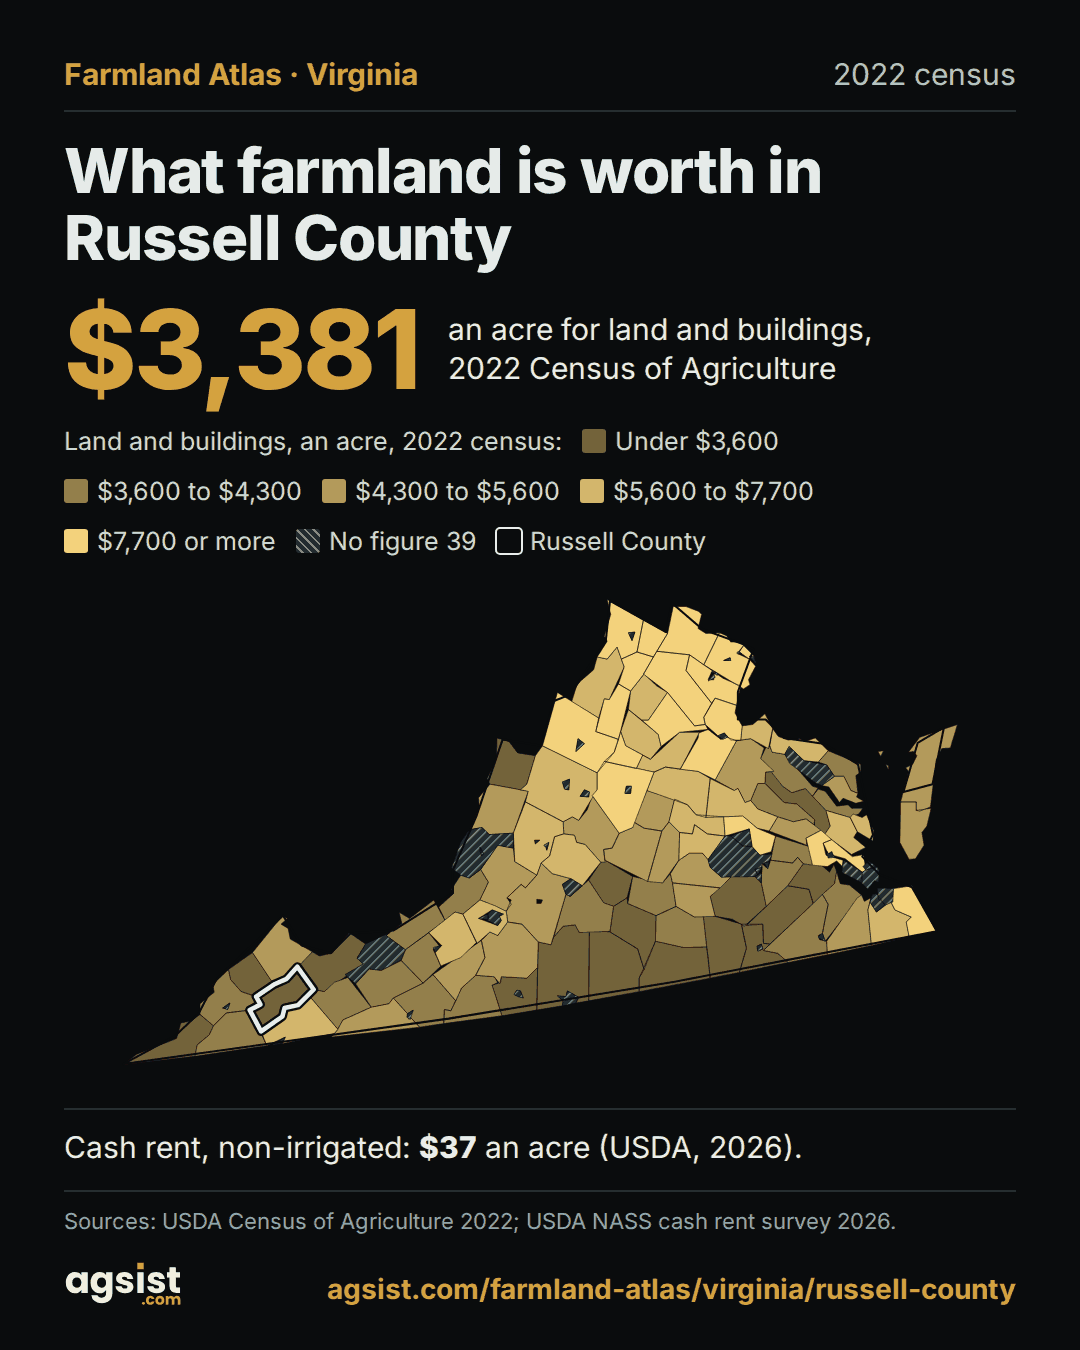 Farmland Atlas · Virginia
2022 census
What farmland is worth in
Russell County
$3,381
an acre for land and buildings,
2022 Census of Agriculture
Land and buildings, an acre, 2022 census: Under $3,600
$3,600 to $4,300 $4,300 to $5,600 $5,600 to $7,700
$7,700 or more No figure 39 Russell County
Cash rent, non-irrigated: $37 an acre (USDA, 2026).
Sources: USDA Census of Agriculture 2022; USDA NASS cash rent survey 2026.
agsist
.com
agsist.com/farmland-atlas/virginia/russell-county